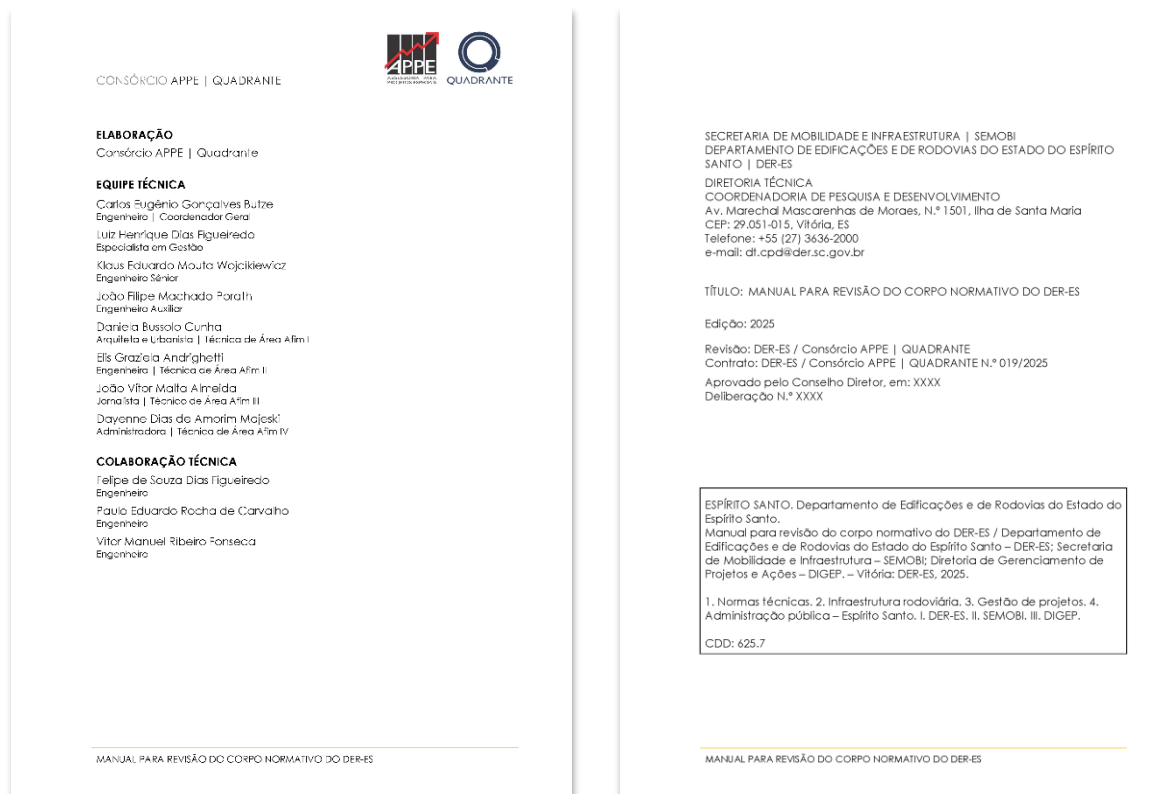 CONSÓRCIO APPE | QUADRANTE
APPE
QUADRANTE
ELABORAÇÃO
Consórcio APPE | Quadrante
EQUIPE TÉCNICA
Carlos Eugênio Gonçalves Butze
Engenheiro | Coordenador Geral
Luiz Henrique Dias Figueiredo
Especialista em Gestão
Klaus Eduardo Mouta Wojcikiewicz
Engenheiro Sênior
João Filipe Machado Porath
Engenheiro Auxiliar
Daniela Bussolo Cunha
Arquiteta e Urbanista | Técnica de Área Afim I
Elis Graziela Andrighetti
Engenheira | Técnica de Área Afim II
João Vítor Malta Almeida
Jornalista | Técnico de Área Afim III
Dayenne Dias de Amorim Majeski
Administradora | Técnica de Área Afim IV
COLABORAÇÃO TÉCNICA
Felipe de Souza Dias Figueiredo
Engenheiro
Paulo Eduardo Rocha de Carvalho
Engenheiro
Vitor Manuel Ribeiro Fonseca
Engenheiro
MANUAL PARA REVISÃO DO CORPO NORMATIVO DO DER-ES
SECRETARIA DE MOBILIDADE E INFRAESTRUTURA | SEMOBI
DEPARTAMENTO DE EDIFICAÇÕES E DE RODOVIAS DO ESTADO DO ESPÍRITO
SANTO | DER-ES
DIRETORIA TÉCNICA
COORDENADORIA DE PESQUISA E DESENVOLVIMENTO
Av. Marechal Mascarenhas de Moraes, N.º 1501, Ilha de Santa Maria
CEP: 29.051-015, Vitória, ES
Telefone: +55 (27) 3636-2000
e-mail: dt.cpd@der.sc.gov.br
TÍTULO: MANUAL PARA REVISÃO DO CORPO NORMATIVO DO DER-ES
Edição: 2025
Revisão: DER-ES / Consórcio APPE | QUADRANTE
Contrato: DER-ES / Consórcio APPE | QUADRANTE N.º 019/2025
Aprovado pelo Conselho Diretor, em: XXXX
Deliberação N.º XXXX
ESPÍRITO SANTO. Departamento de Edificações e de Rodovias do Estado do
Espírito Santo.
Manual para revisão do corpo normativo do DER-ES / Departamento de
Edificações e de Rodovias do Estado do Espírito Santo – DER-ES; Secretaria
de Mobilidade e Infraestrutura – SEMOBI; Diretoria de Gerenciamento de
Projetos e Ações – DIGEP. – Vitória: DER-ES, 2025.
1. Normas técnicas. 2. Infraestrutura rodoviária. 3. Gestão de projetos. 4.
Administração pública – Espírito Santo. I. DER-ES. II. SEMOBI. III. DIGEP.
CDD: 625.7
MANUAL PARA REVISÃO DO CORPO NORMATIVO DO DER-ES